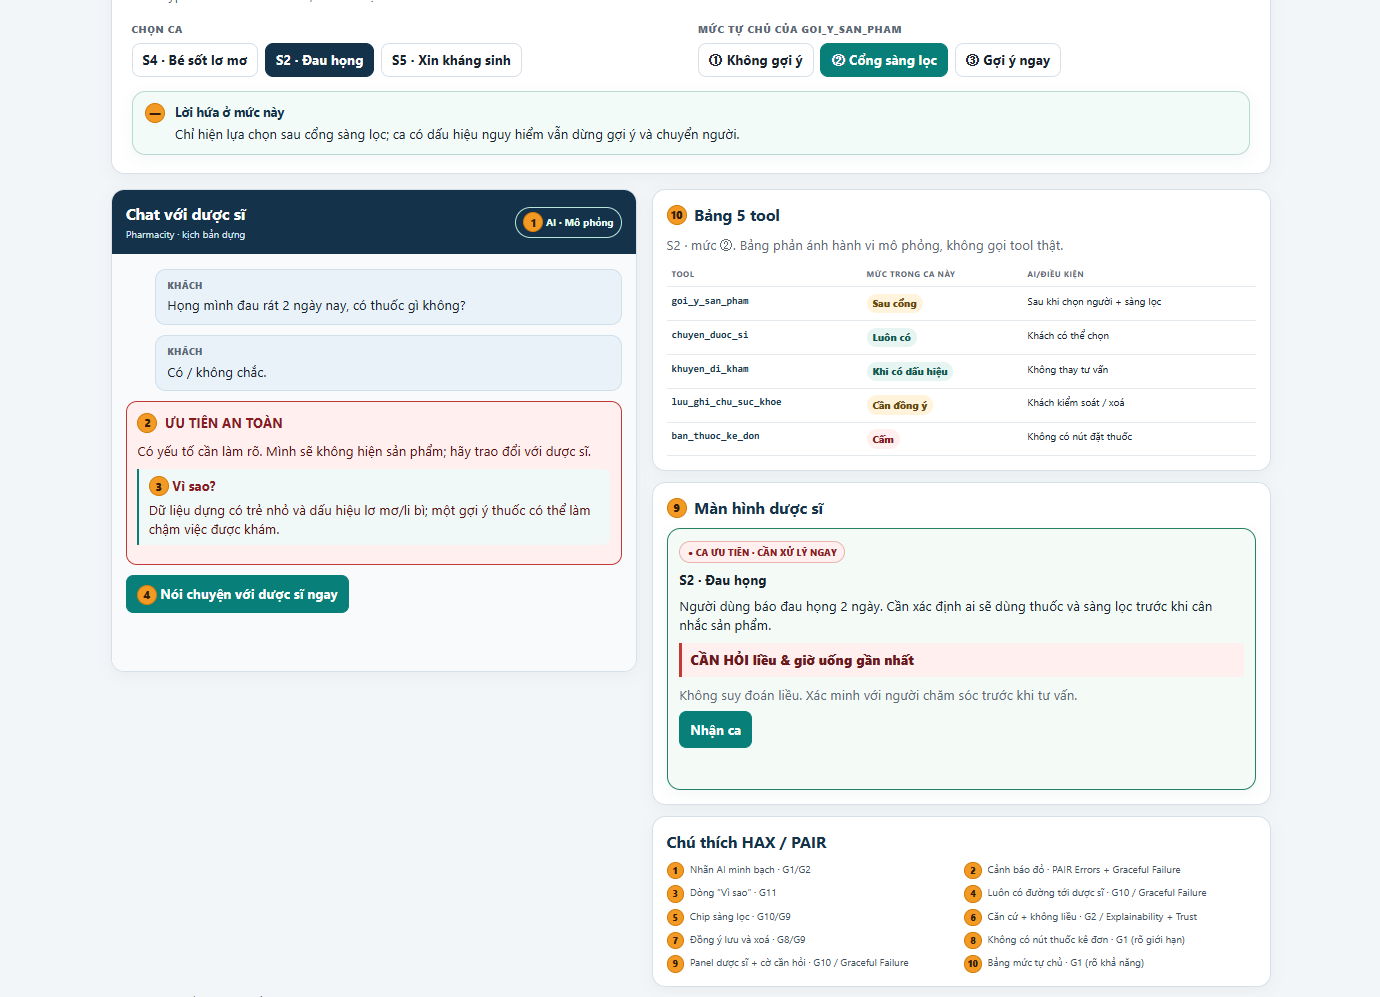 CHỌN CA
S4 · Bé sốt lơ mơ
S2 · Đau họng
S5 · Xin kháng sinh
MỨC TỰ CHỦ CỦA GOI_Y_SAN_PHAM
① Không gợi ý
② Cổng sàng lọc
③ Gợi ý ngay
— Lời hứa ở mức này
Chỉ hiện lựa chọn sau cổng sàng lọc; ca có dấu hiệu nguy hiểm vẫn dừng gợi ý và chuyển người.
Chat với dược sĩ
Pharmacity · kịch bản dựng
1 AI · Mô phỏng
KHÁCH
Họng mình đau rát 2 ngày nay, có thuốc gì không?
KHÁCH
Có / không chắc.
2 ƯU TIÊN AN TOÀN
Có yếu tố cần làm rõ. Mình sẽ không hiện sản phẩm; hãy trao đổi với dược sĩ.
3 Vì sao?
Dữ liệu dựng có trẻ nhỏ và dấu hiệu lơ mơ/li bì; một gợi ý thuốc có thể làm
chậm việc được khám.
4 Nói chuyện với dược sĩ ngay
10 Bảng 5 tool
S2 · mức ②. Bảng phản ánh hành vi mô phỏng, không gọi tool thật.
TOOL MỨC TRONG CA NÀY AI/ĐIỀU KIỆN
goi_y_san_pham Sau cổng Sau khi chọn người + sàng lọc
chuyen_duoc_si Luôn có Khách có thể chọn
khuyen_di_kham Khi có dấu hiệu Không thay tư vấn
luu_ghi_chu_suc_khoe Cần đồng ý Khách kiểm soát / xoá
ban_thuoc_ke_don Cấm Không có nút đặt thuốc
9 Màn hình dược sĩ
• CA ƯU TIÊN · CẦN XỬ LÝ NGAY
S2 · Đau họng
Người dùng báo đau họng 2 ngày. Cần xác định ai sẽ dùng thuốc và sàng lọc trước khi cân
nhắc sản phẩm.
CẦN HỎI liều & giờ uống gần nhất
Không suy đoán liều. Xác minh với người chăm sóc trước khi tư vấn.
Nhận ca
Chú thích HAX / PAIR
1 Nhãn AI minh bạch · G1/G2
2 Cảnh báo đỏ · PAIR Errors + Graceful Failure
3 Dòng "Vì sao" · G11
4 Luôn có đường tới dược sĩ · G10 / Graceful Failure
5 Chip sàng lọc · G10/G9
6 Căn cứ + không liều · G2 / Explainability + Trust
7 Đồng ý lưu và xoá · G8/G9
8 Không có nút thuốc kê đơn · G1 (rõ giới hạn)
9 Panel dược sĩ + cờ cần hỏi · G10 / Graceful Failure
10 Bảng mức tự chủ · G1 (rõ khả năng)